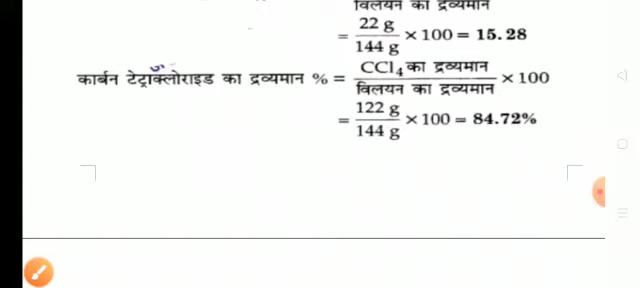 विलयन का द्रव्यमान
= 22 g / 144 g × 100 = 15.28
कार्बन टेट्राक्लोराइड का द्रव्यमान % = CCl₄ का द्रव्यमान / विलयन का द्रव्यमान × 100
= 122 g / 144 g × 100 = 84.72%